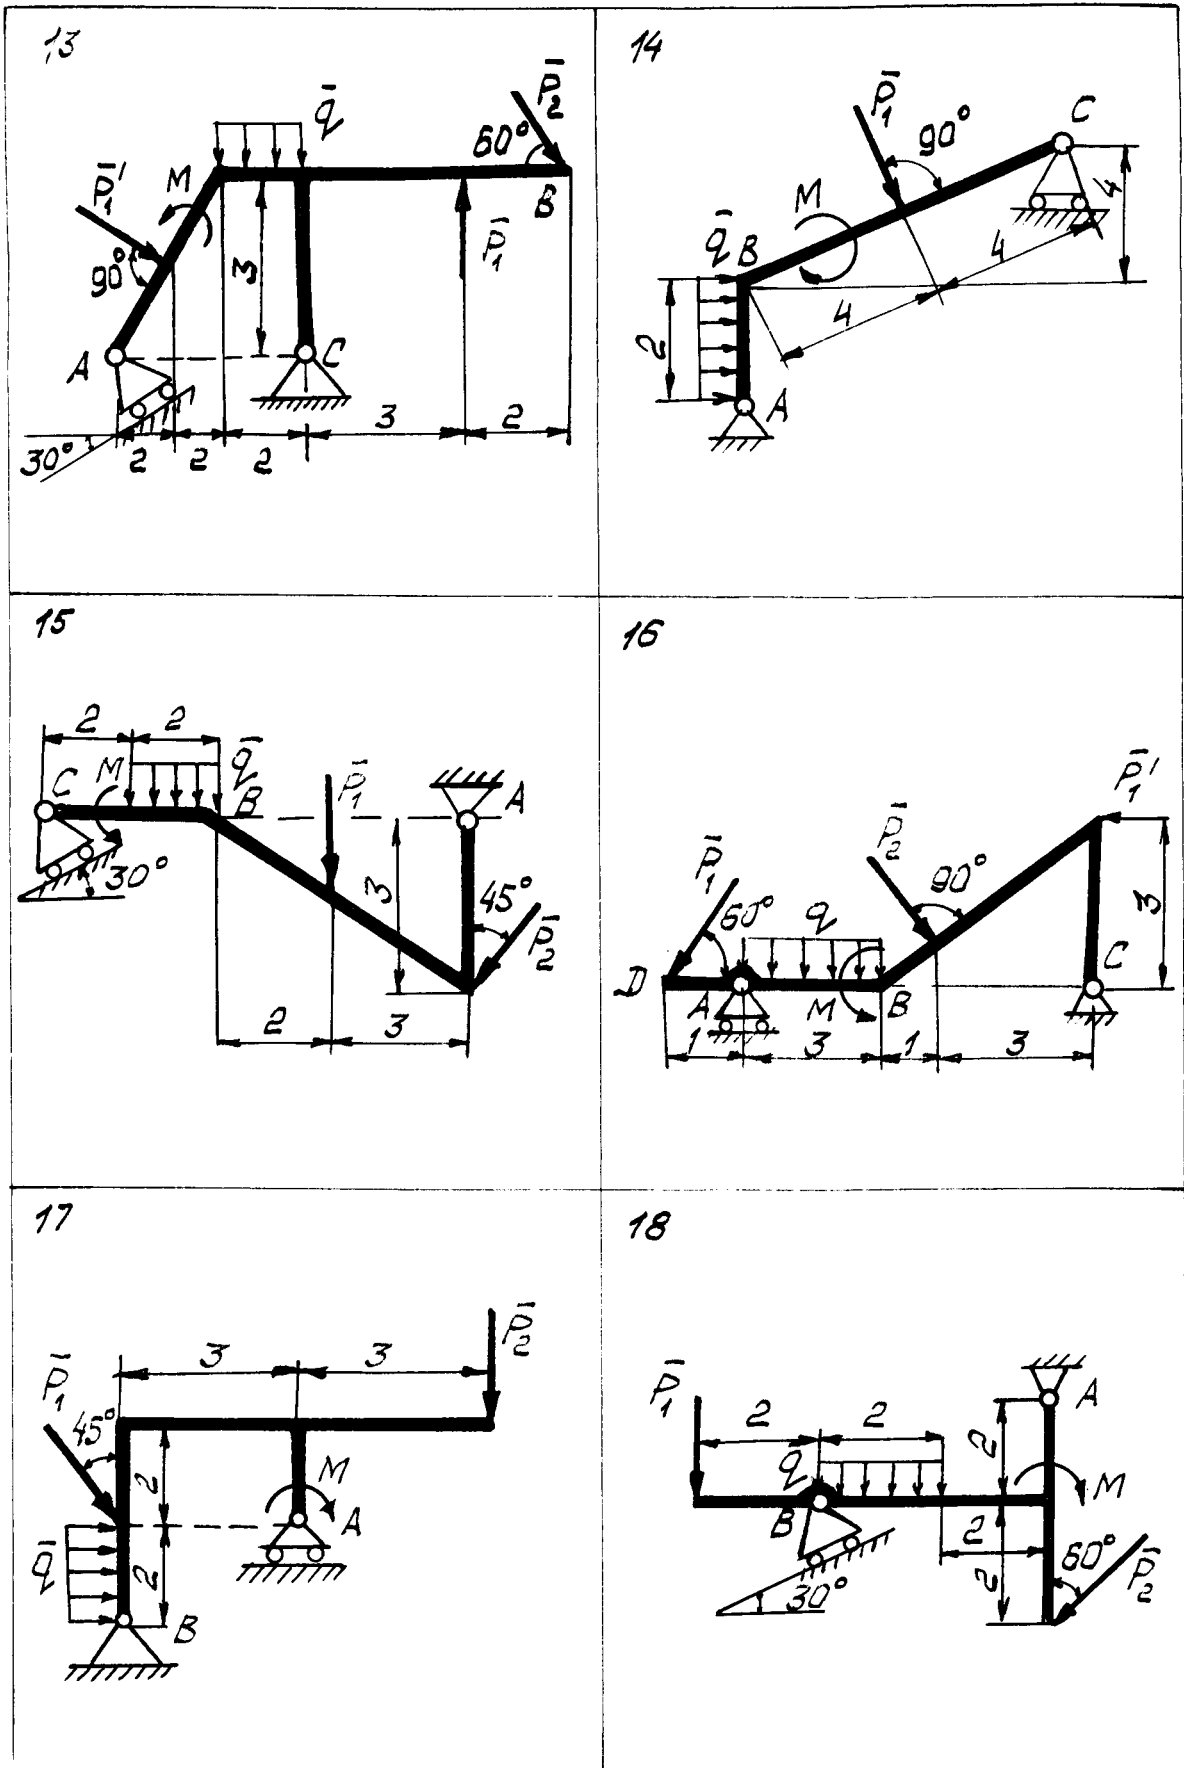 13
P̄₂
q̄
60°
P̄₁'
M
B
P̄₁
90°
3
A
C
30°
2 2 2 3 2
14
P̄₁
C
90°
M
4
q̄ B
4
4
2
A
15
2 2
C M q̄
B
P̄₁
A
30°
3
45°
P̄₂
2 3
16
P̄₁'
P̄₂
P̄₁
90°
60°
q
3
D A M B C
1 3 1 3
17
P̄₂
3 3
P̄₁
45°
2
M
A
q̄
2
B
18
P̄₁
A
2 2
2
q
M
B
2
60°
P̄₂
30°
2